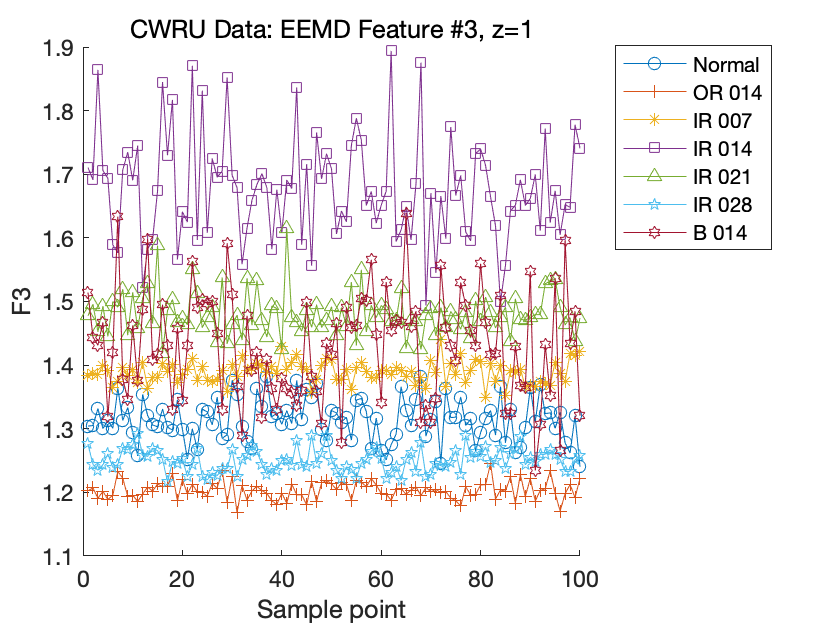 CWRU Data: EEMD Feature #3, z=1
1.9
1.8
1.7
1.6
1.5
1.4
1.3
1.2
1.1
F3
0 20 40 60 80 100
Sample point
Normal
OR 014
IR 007
IR 014
IR 021
IR 028
B 014